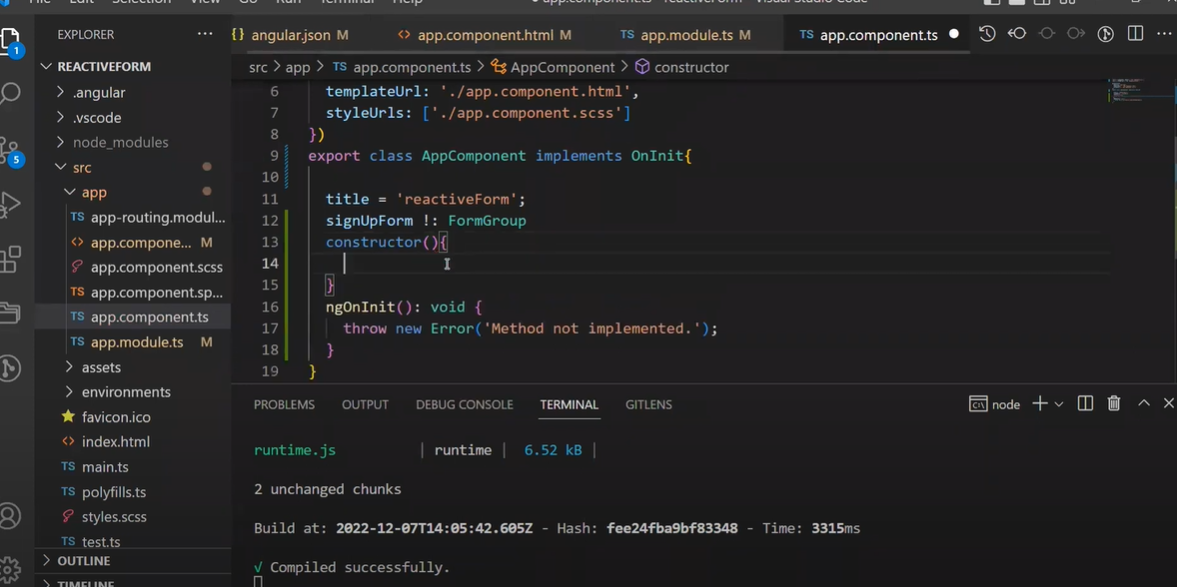 File Edit Selection View Go Run Terminal Help
app.component.ts - reactiveForm - Visual Studio Code
EXPLORER ...
{} angular.json M
<> app.component.html M
TS app.module.ts M
TS app.component.ts ●
1
REACTIVEFORM
src > app > TS app.component.ts > AppComponent > constructor
> .angular
> .vscode
> node_modules
5
src
app
TS app-routing.modul...
<> app.compone... M
app.component.scss
TS app.component.sp...
TS app.component.ts
TS app.module.ts M
> assets
> environments
favicon.ico
<> index.html
TS main.ts
TS polyfills.ts
styles.scss
TS test.ts
> OUTLINE
> TIMELINE
6 templateUrl: './app.component.html',
7 styleUrls: ['./app.component.scss']
8 })
9 export class AppComponent implements OnInit{
10
11 title = 'reactiveForm';
12 signUpForm !: FormGroup
13 constructor(){
14
15 }
16 ngOnInit(): void {
17 throw new Error('Method not implemented.');
18 }
19 }
PROBLEMS OUTPUT DEBUG CONSOLE TERMINAL GITLENS
node
runtime.js | runtime | 6.52 kB |
2 unchanged chunks
Build at: 2022-12-07T14:05:42.605Z - Hash: fee24fba9bf83348 - Time: 3315ms
√ Compiled successfully.